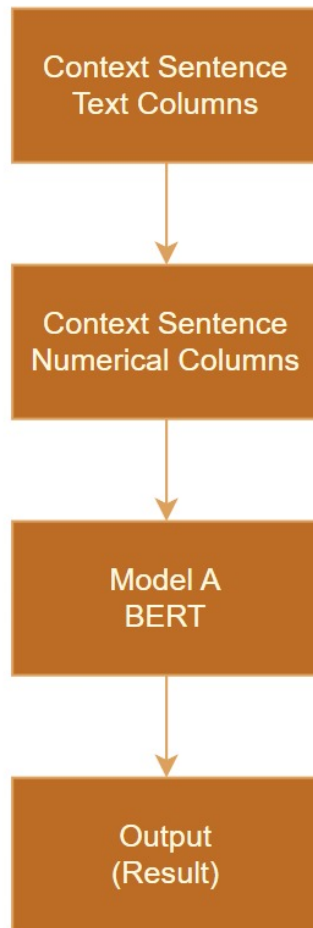 Context Sentence
Text Columns
Context Sentence
Numerical Columns
Model A
BERT
Output
(Result)